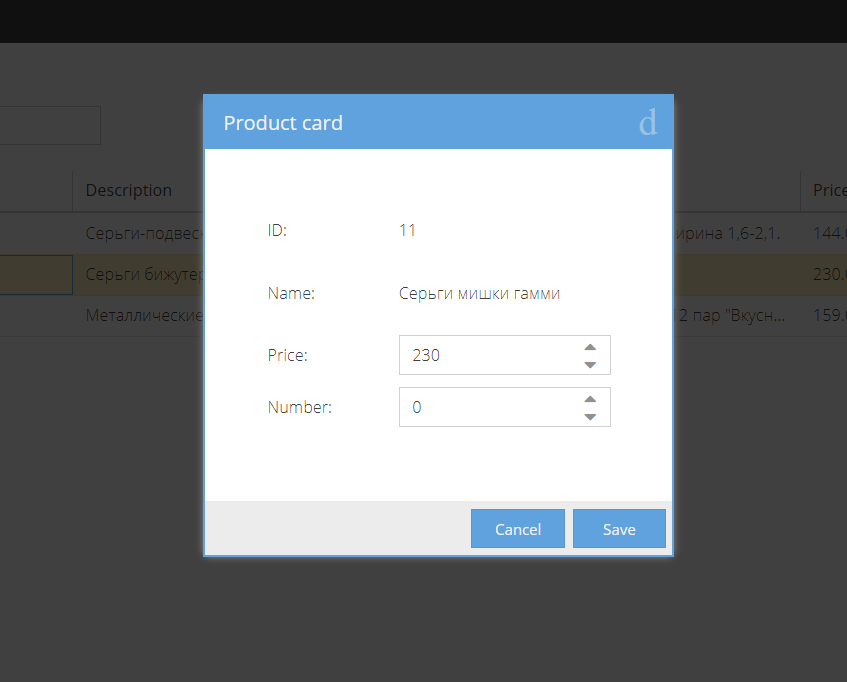 Product card d
Description Price
Серьги-подвес ирина 1,6-2,1. 144.
ID: 11
Серьги бижутер 230.
Name: Серьги мишки гамми
Металлические 2 пар "Вкусн... 159.
Price: 230
Number: 0
Cancel Save